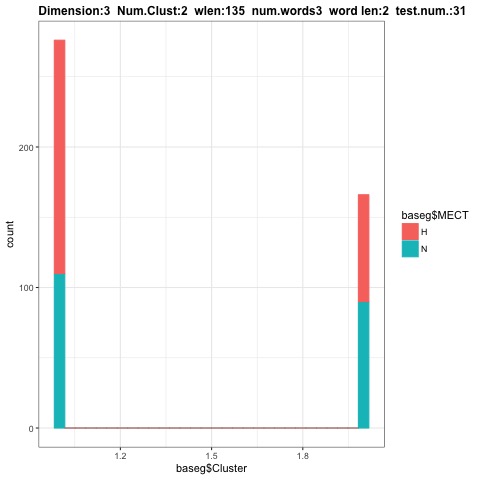 Dimension:3  Num.Clust:2  wlen:135  num.words3  word len:2  test.num.:31
count
200
100
0
1.2
1.5
1.8
baseg$Cluster
baseg$MECT
H
N